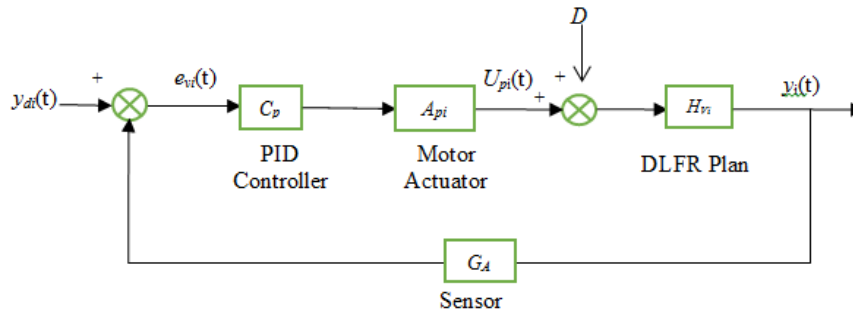 D
+
e_vi(t)
U_pi(t)
+
y_i(t)
y_di(t)
C_p
A_pi
+
H_vi
PID
Controller
Motor
Actuator
DLFR Plan
G_A
Sensor